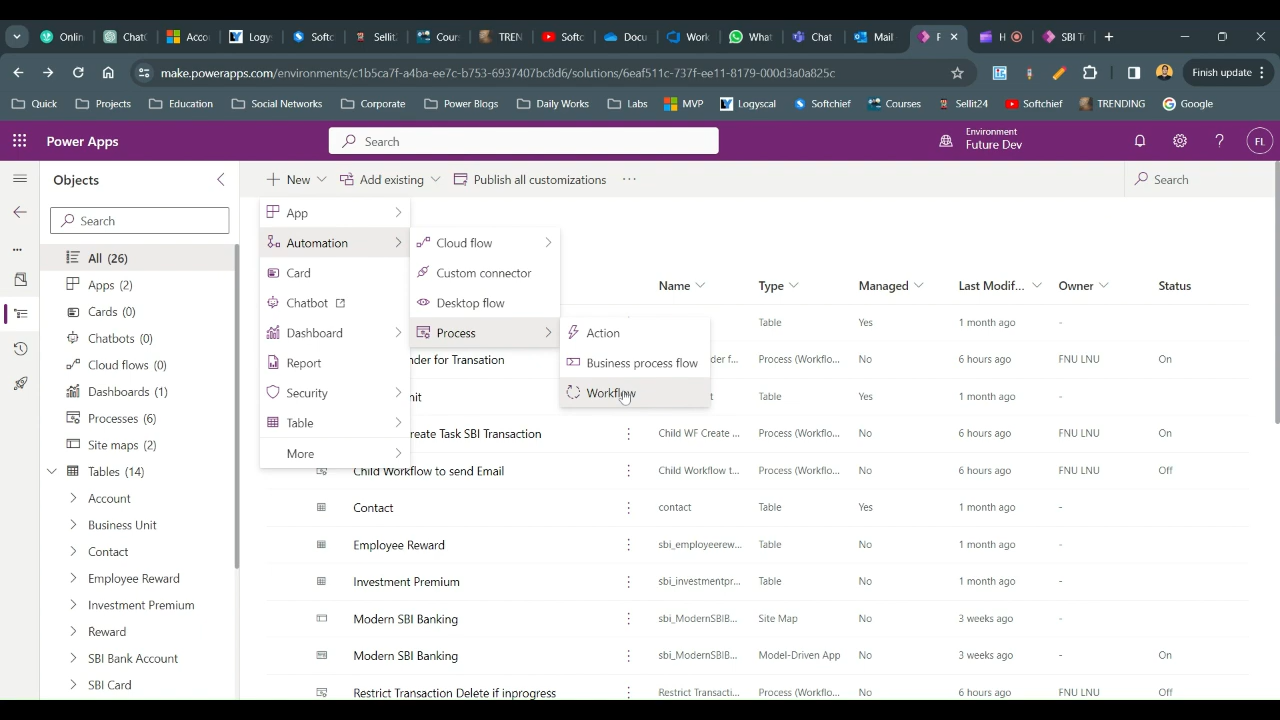 Onlin
ChatC
Acco
Logy:
Softc
Sellit:
Cour:
TREN
Softc
Docu
Work
What
Chat
Mail
F
H
SBI T
make.powerapps.com/environments/c1b5ca7f-a4ba-ee7c-b753-6937407bc8d6/solutions/6eaf511c-737f-ee11-8179-000d3a0a825c
Finish update
Quick
Projects
Education
Social Networks
Corporate
Power Blogs
Daily Works
Labs
MVP
Logyscal
Softchief
Courses
Sellit24
Softchief
TRENDING
Google
Power Apps
Search
Environment
Future Dev
FL
Objects
New
Add existing
Publish all customizations
Search
Search
All (26)
Apps (2)
Cards (0)
Chatbots (0)
Cloud flows (0)
Dashboards (1)
Processes (6)
Site maps (2)
Tables (14)
Account
Business Unit
Contact
Employee Reward
Investment Premium
Reward
SBI Bank Account
SBI Card
App
Automation
Card
Chatbot
Dashboard
Report
Security
Table
More
Cloud flow
Custom connector
Desktop flow
Process
Action
Business process flow
Workflow
Name
Type
Managed
Last Modif...
Owner
Status
Table
Yes
1 month ago
-
nder for Transation
der f...
Process (Workflo...
No
6 hours ago
FNU LNU
On
nit
t
Table
Yes
1 month ago
-
reate Task SBI Transaction
Child WF Create ...
Process (Workflo...
No
6 hours ago
FNU LNU
On
Child Workflow to send Email
Child Workflow t...
Process (Workflo...
No
6 hours ago
FNU LNU
Off
Contact
contact
Table
Yes
1 month ago
-
Employee Reward
sbi_employeerew...
Table
No
1 month ago
-
Investment Premium
sbi_investmentpr...
Table
No
1 month ago
-
Modern SBI Banking
sbi_ModernSBIB...
Site Map
No
3 weeks ago
-
Modern SBI Banking
sbi_ModernSBIB...
Model-Driven App
No
3 weeks ago
-
On
Restrict Transaction Delete if inprogress
Restrict Transacti...
Process (Workflo...
No
6 hours ago
FNU LNU
Off